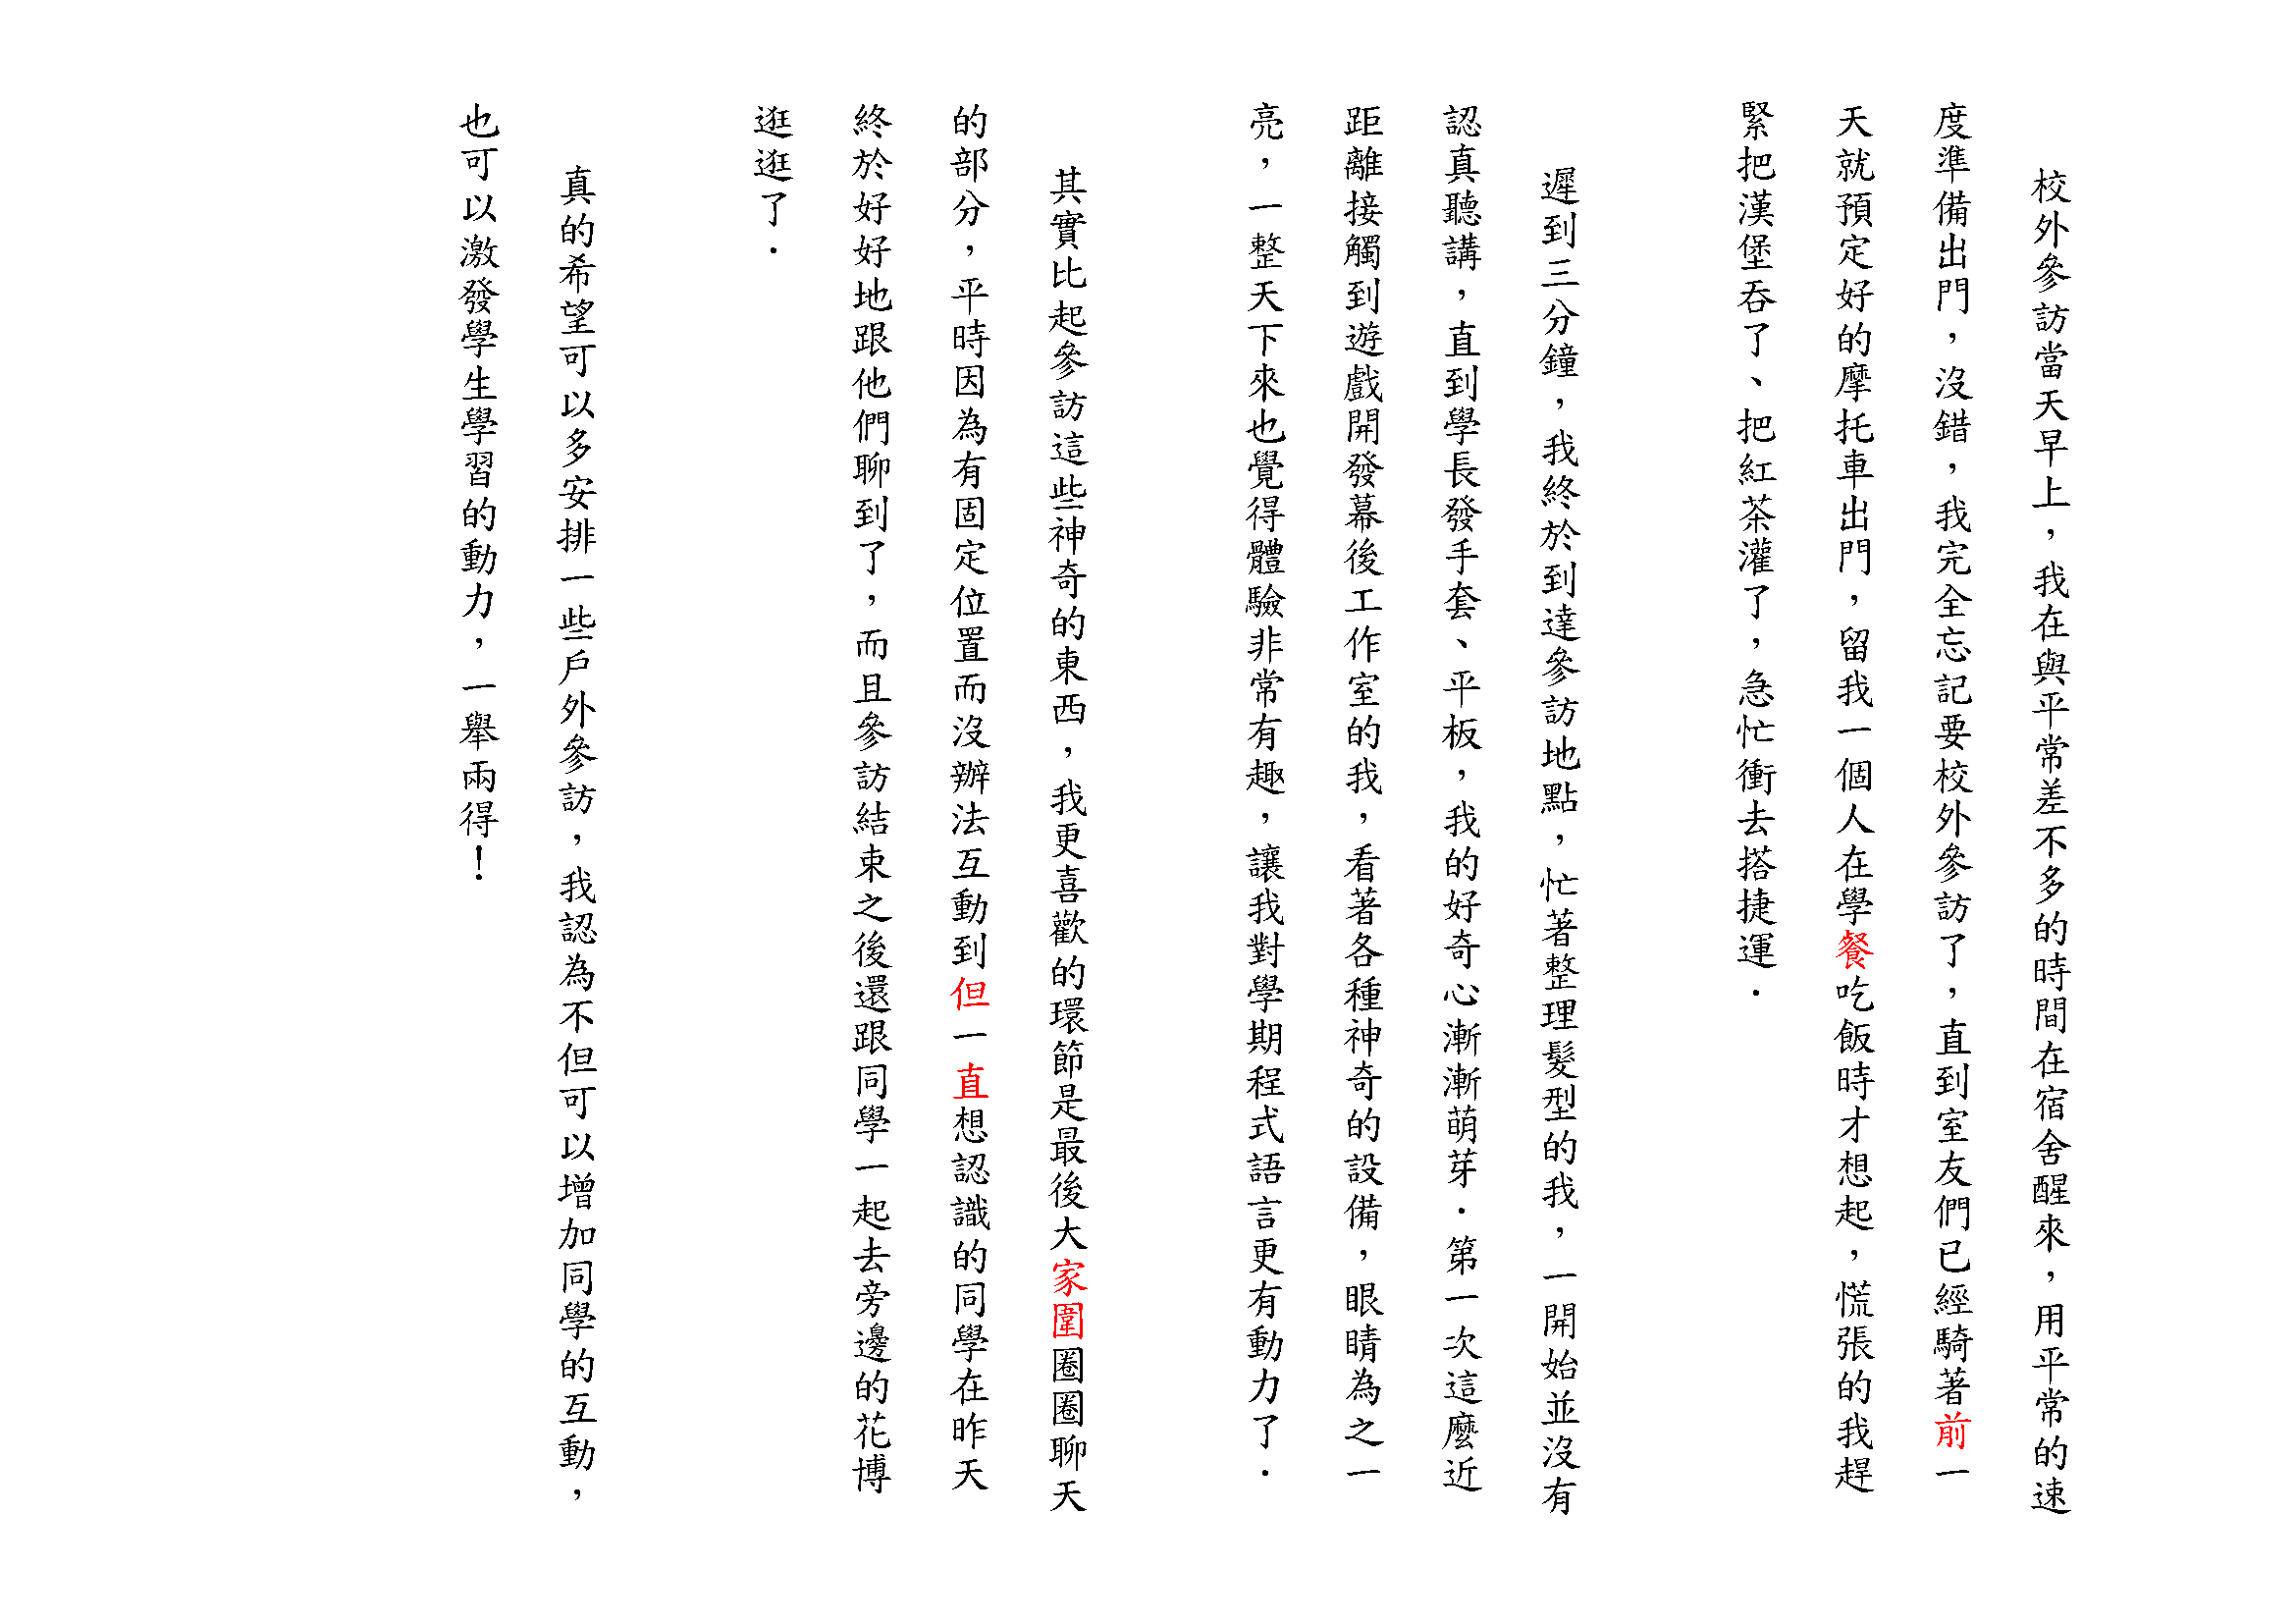 校外參訪當天早上，我在與平常差不多的時間在宿舍醒來，用平常的速
度準備出門，沒錯，我完全忘記要校外參訪了，直到室友們已經騎著前一
天就預定好的摩托車出門，留我一個人在學餐吃飯時才想起，慌張的我趕
緊把漢堡吞了、把紅茶灌了，急忙衝去搭捷運．
遲到三分鐘，我終於到達參訪地點，忙著整理髮型的我，一開始並沒有
認真聽講，直到學長發手套、平板，我的好奇心漸漸萌芽．第一次這麼近
距離接觸到遊戲開發幕後工作室的我，看著各種神奇的設備，眼睛為之一
亮，一整天下來也覺得體驗非常有趣，讓我對學期程式語言更有動力了．
其實比起參訪這些神奇的東西，我更喜歡的環節是最後大家圍圈圈聊天
的部分，平時因為有固定位置而沒辦法互動到但一直想認識的同學在昨天
終於好好地跟他們聊到了，而且參訪結束之後還跟同學一起去旁邊的花博
逛逛了．
真的希望可以多安排一些戶外參訪，我認為不但可以增加同學的互動，
也可以激發學生學習的動力，一舉兩得！